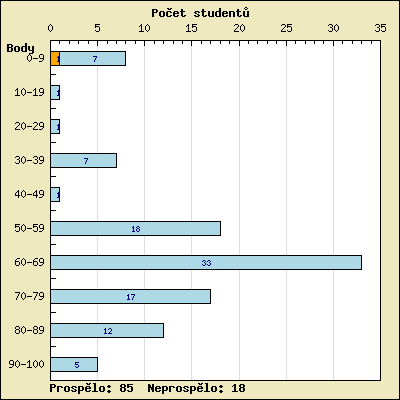 Počet studentů
0 5 10 15 20 25 30 35
Body
0-9 1 7
10-19 1
20-29 1
30-39 7
40-49 1
50-59 18
60-69 33
70-79 17
80-89 12
90-100 5
Prospělo: 85 Neprospělo: 18